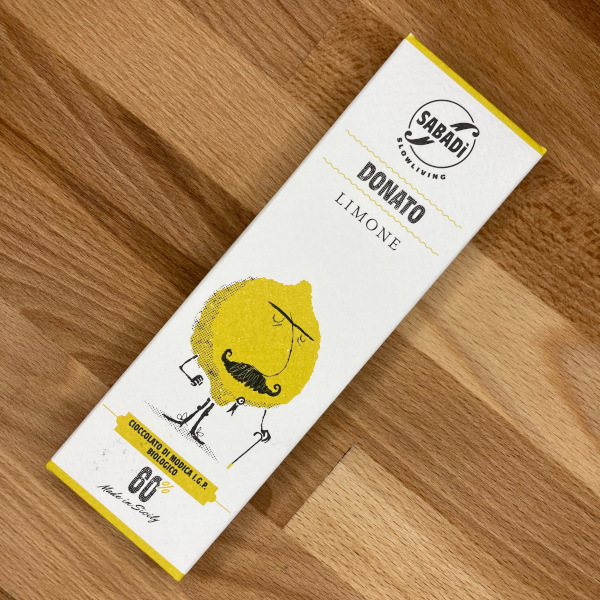 SABADì
SLOWLIVING
DONATO
LIMONE
CIOCCOLATO DI MODICA I.G.P.
BIOLOGICO
60%
Made in Sicily